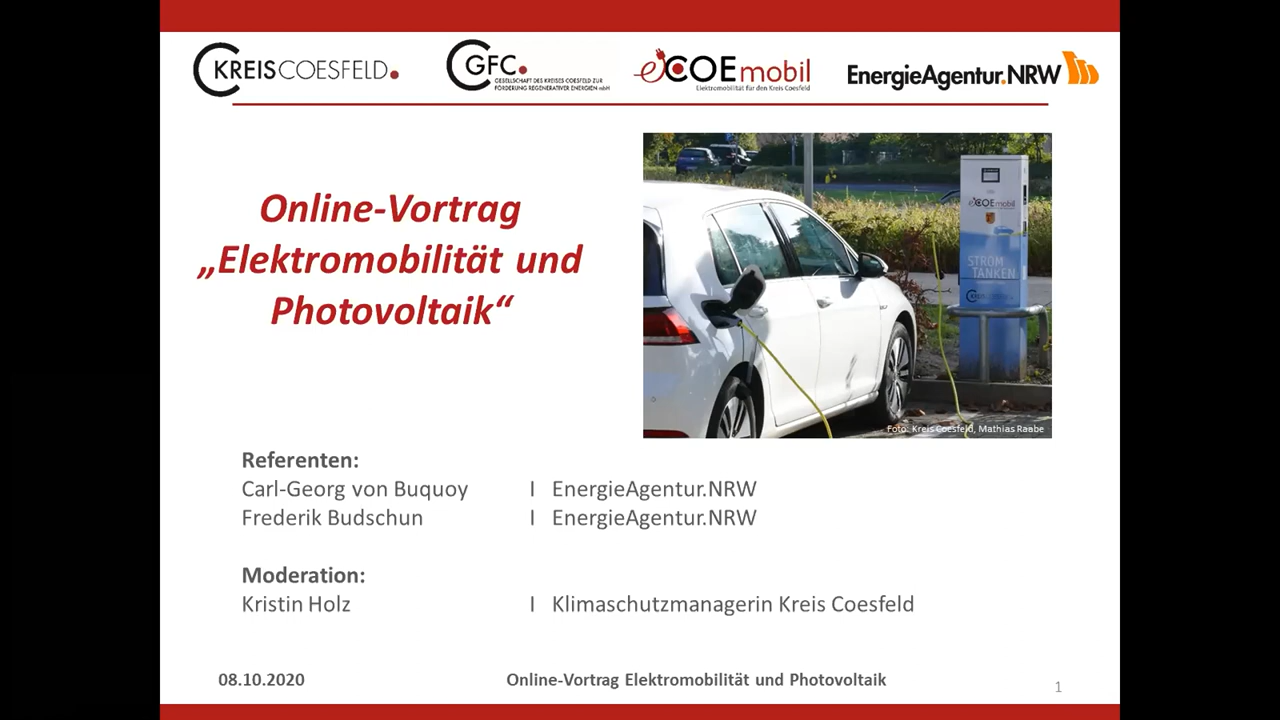 KREISCOESFELD.
GFC.
GESELLSCHAFT DES KREISES COESFELD ZUR
FÖRDERUNG REGENERATIVER ENERGIEN mbH
eCOEmobil
Elektromobilität für den Kreis Coesfeld
EnergieAgentur.NRW
Online-Vortrag
„Elektromobilität und
Photovoltaik“
eCOEmobil
STROM
TANKEN
Foto: Kreis Coesfeld, Mathias Raabe
Referenten:
Carl-Georg von Buquoy I EnergieAgentur.NRW
Frederik Budschun I EnergieAgentur.NRW
Moderation:
Kristin Holz I Klimaschutzmanagerin Kreis Coesfeld
08.10.2020 Online-Vortrag Elektromobilität und Photovoltaik 1